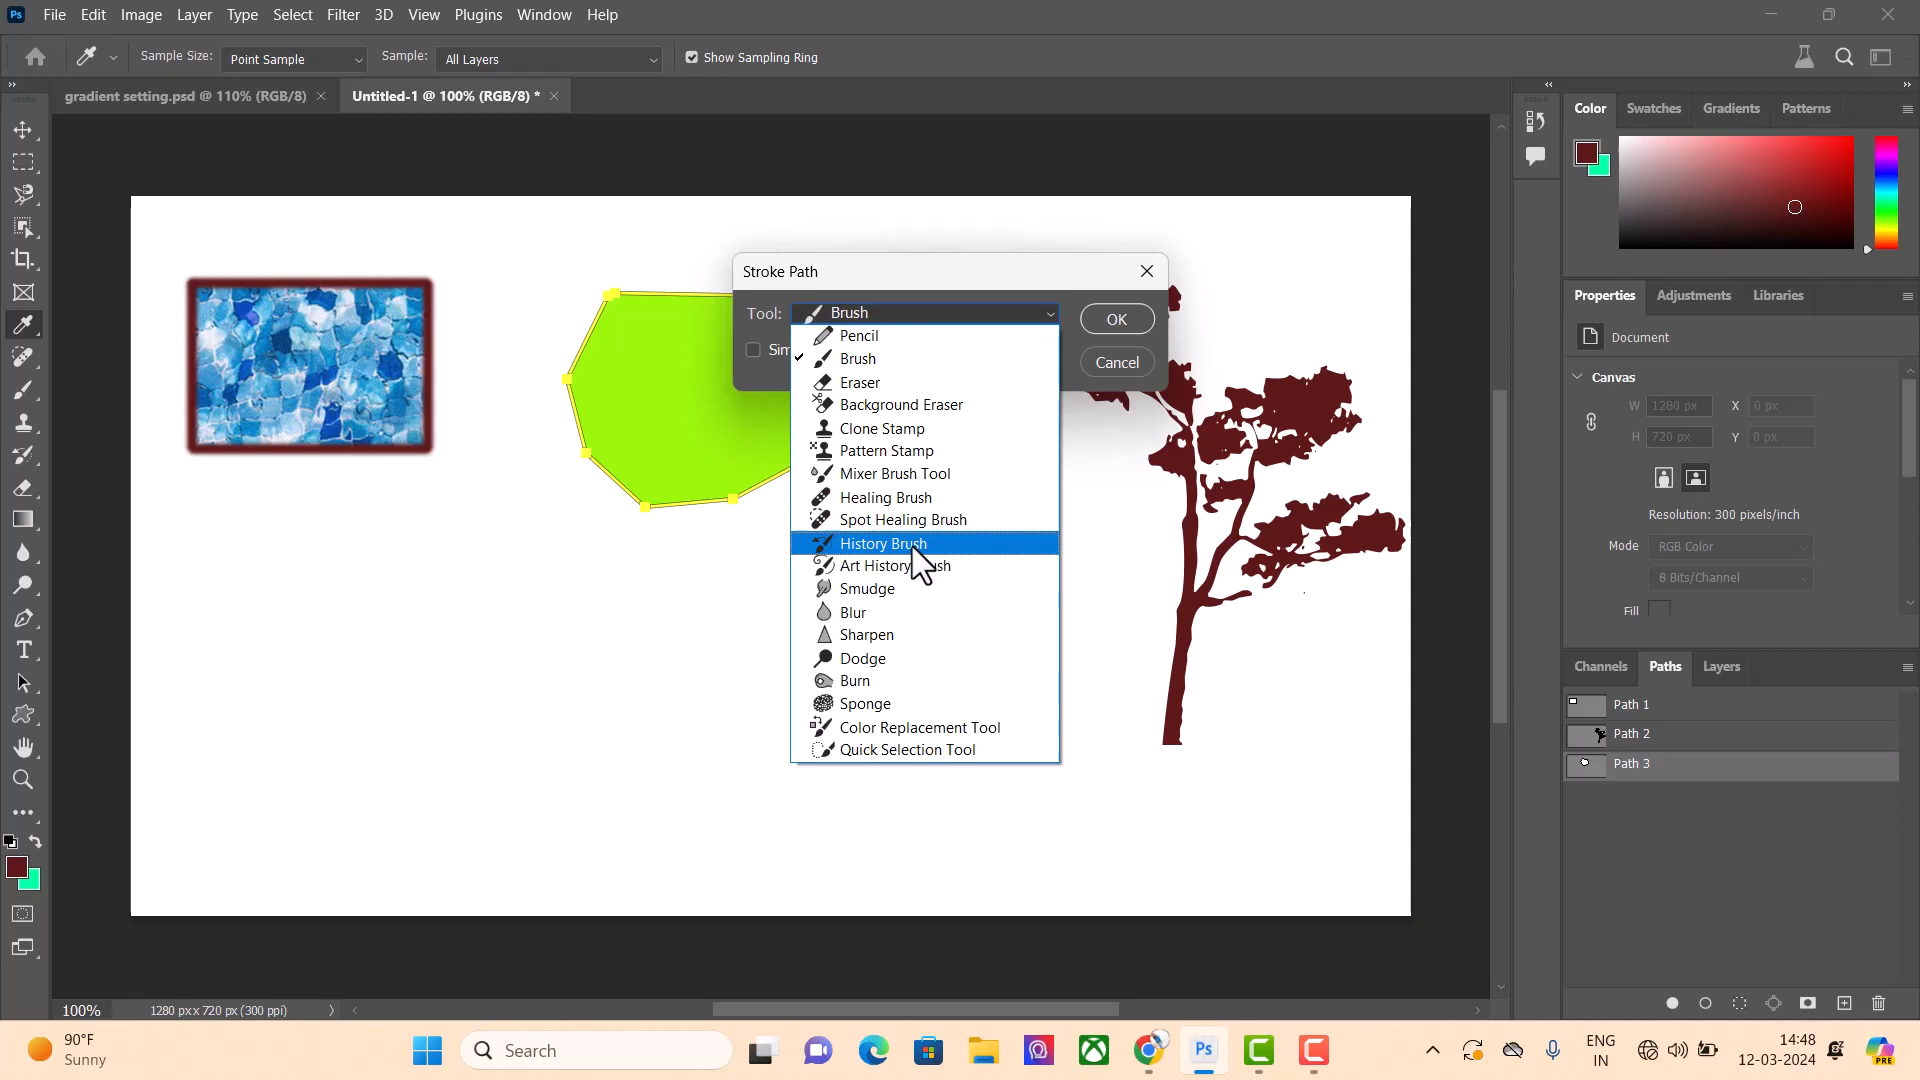 Ps File Edit Image Layer Type Select Filter 3D View Plugins Window Help
Sample Size: Point Sample Sample: All Layers Show Sampling Ring
gradient setting.psd @ 110% (RGB/8) Untitled-1 @ 100% (RGB/8) *
Color Swatches Gradients Patterns
Stroke Path
Tool: Brush
OK
Sim
Cancel
Pencil
Brush
Eraser
Background Eraser
Clone Stamp
Pattern Stamp
Mixer Brush Tool
Healing Brush
Spot Healing Brush
History Brush
Art History Brush
Smudge
Blur
Sharpen
Dodge
Burn
Sponge
Color Replacement Tool
Quick Selection Tool
Properties Adjustments Libraries
Document
Canvas
W 1280 px X 0 px
H 720 px Y 0 px
Resolution: 300 pixels/inch
Mode RGB Color
8 Bits/Channel
Fill
Channels Paths Layers
Path 1
Path 2
Path 3
100% 1280 px x 720 px (300 ppi)
90°F
Sunny
Search
Ps
ENG
IN
14:48
12-03-2024
PRE